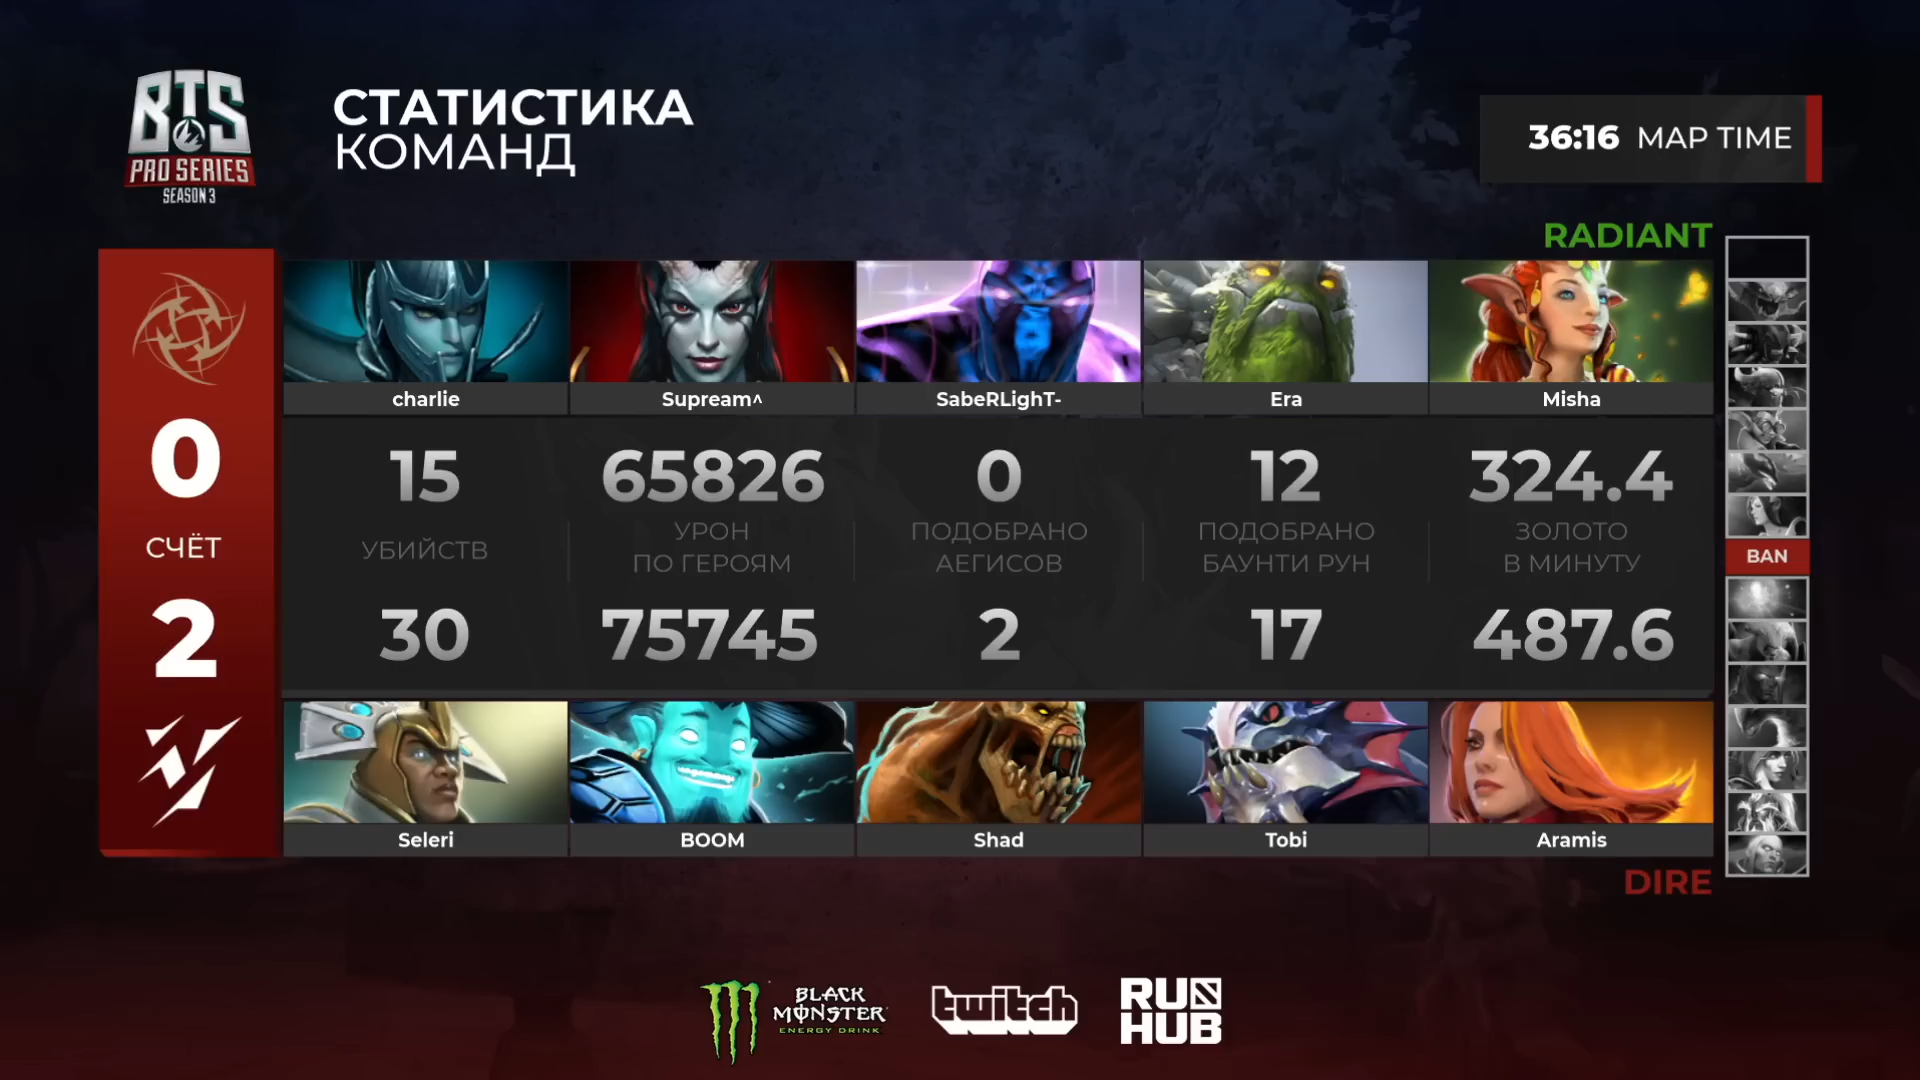 BTS
PRO SERIES
SEASON 3
СТАТИСТИКА
КОМАНД
36:16 MAP TIME
RADIANT
charlie
Supream^
SabeRLighT-
Era
Misha
0
СЧЁТ
2
15
65826
0
12
324.4
УБИЙСТВ
УРОН
ПО ГЕРОЯМ
ПОДОБРАНО
АЕГИСОВ
ПОДОБРАНО
БАУНТИ РУН
ЗОЛОТО
В МИНУТУ
30
75745
2
17
487.6
BAN
Seleri
BOOM
Shad
Tobi
Aramis
DIRE
BLACK
MONSTER
ENERGY DRINK
twitch
RU
HUB